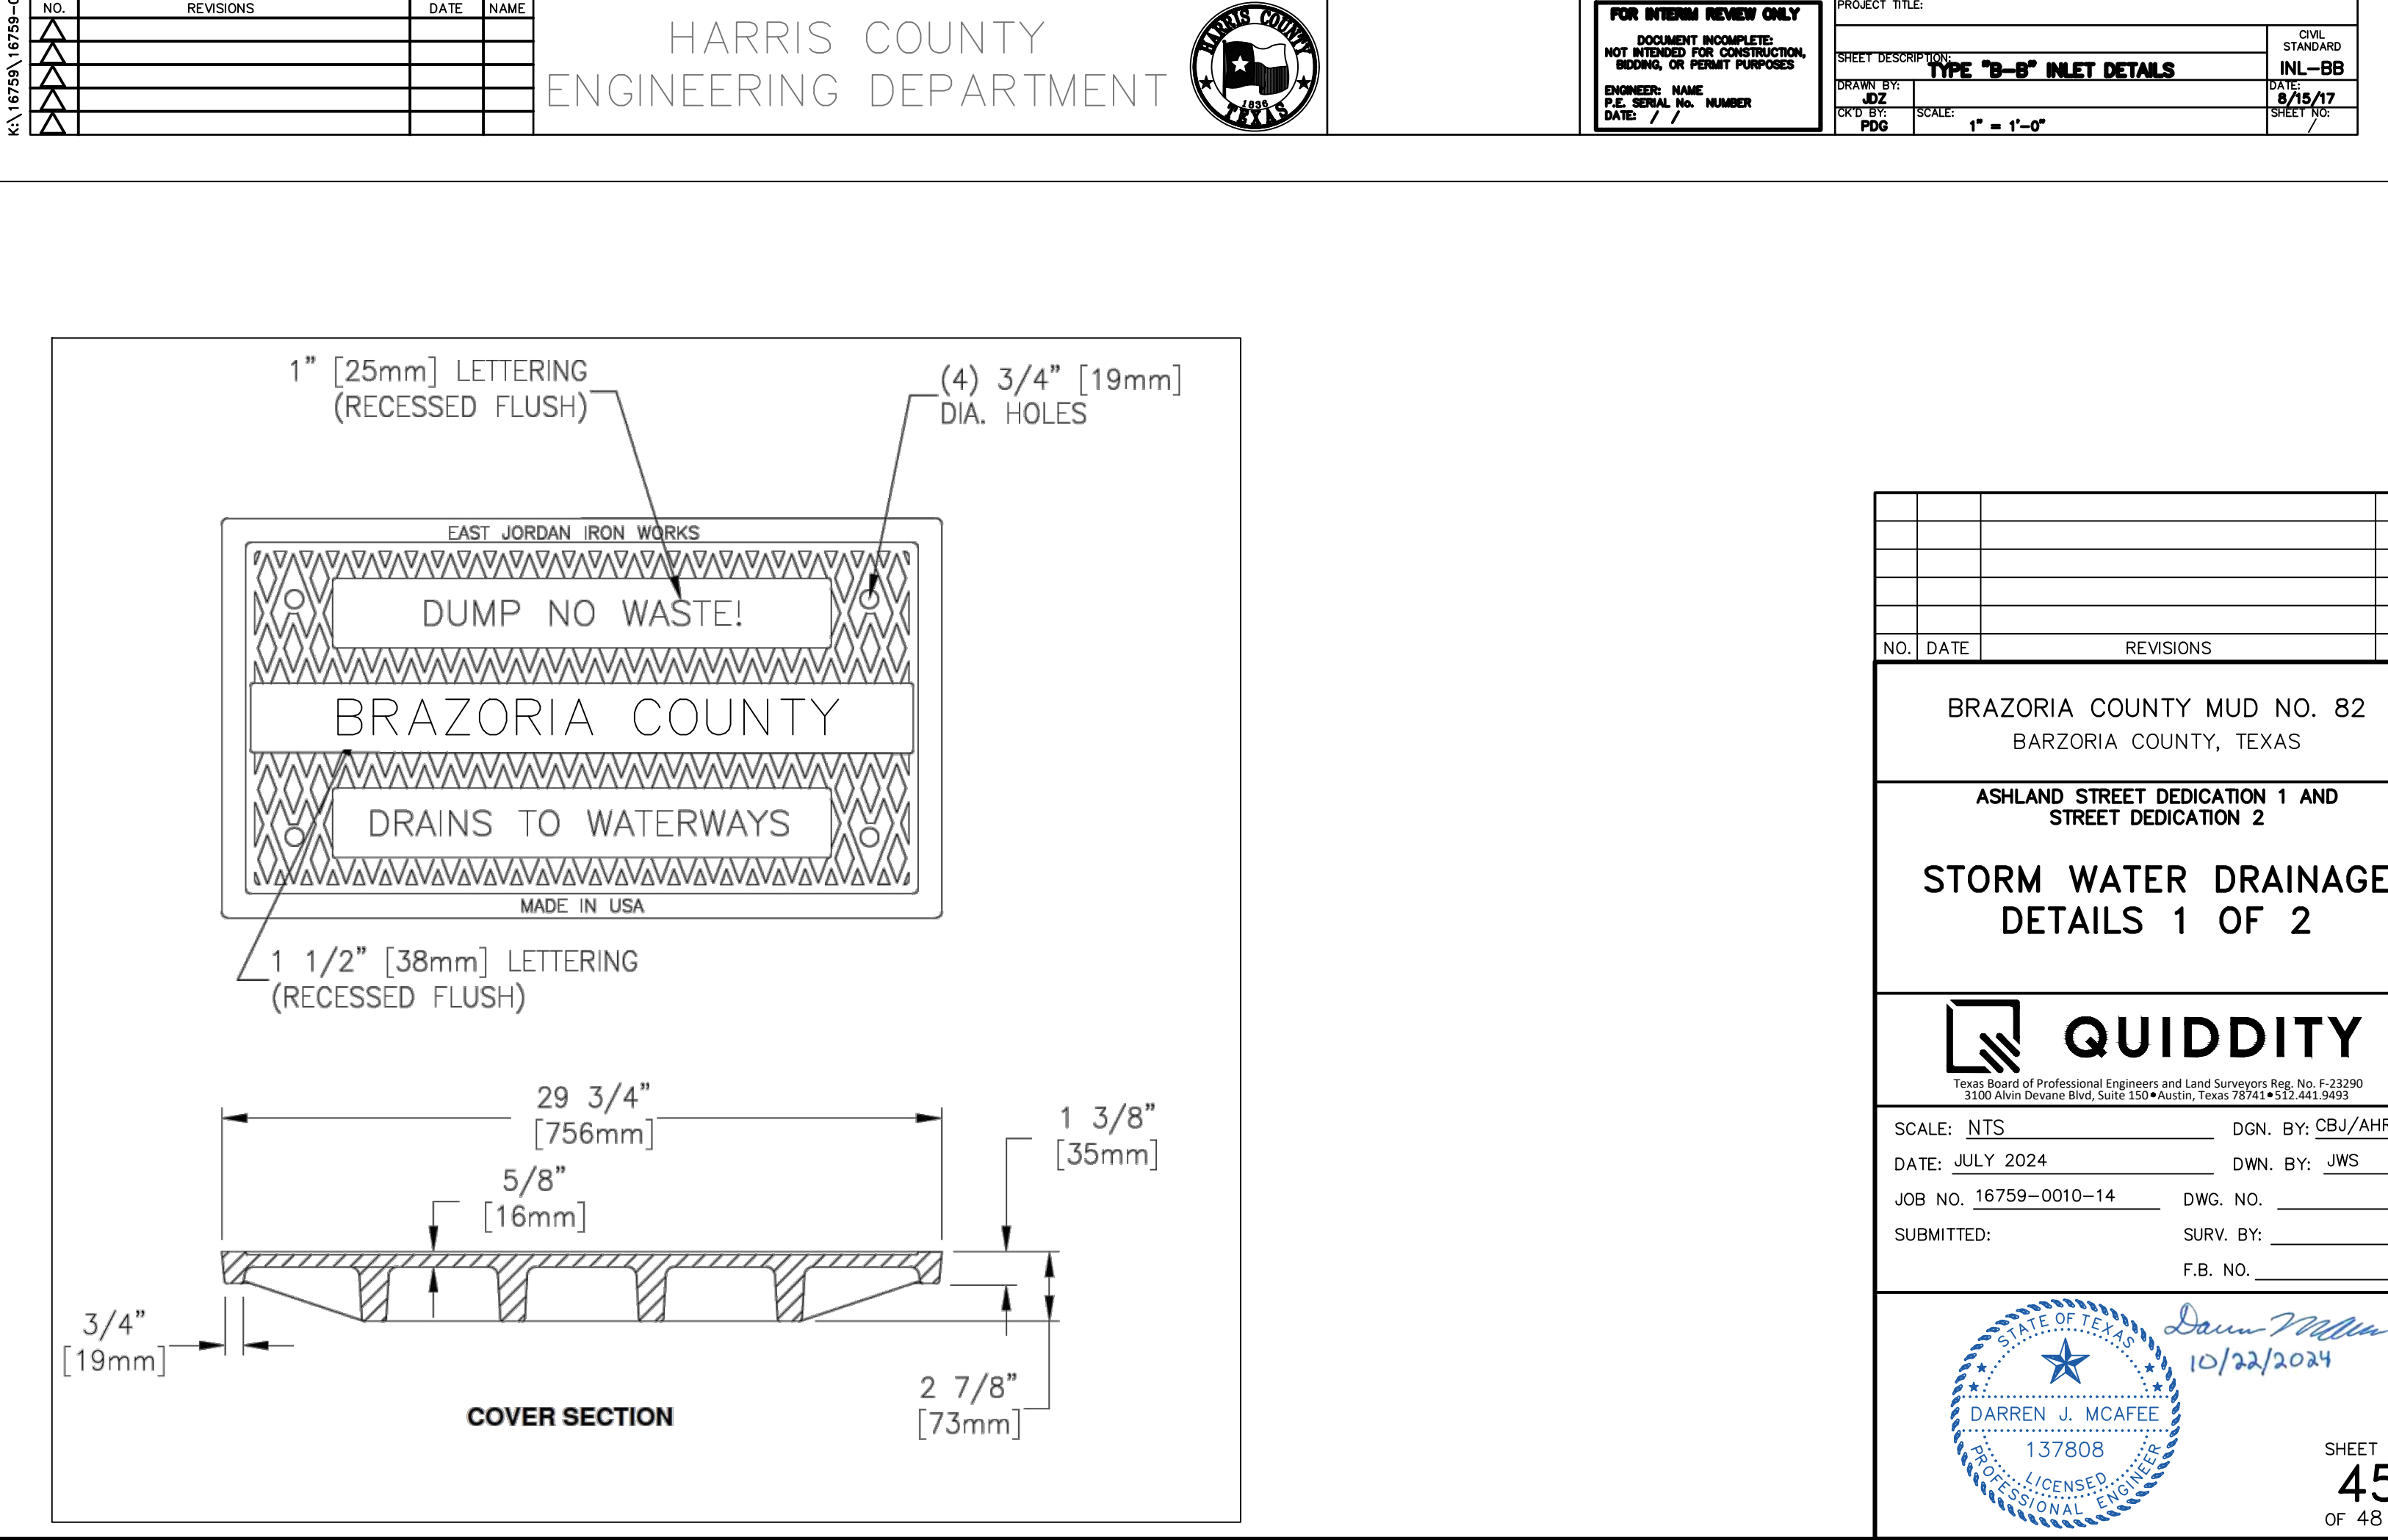 NO. REVISIONS DATE NAME
K:\16759\16759-0
HARRIS COUNTY
ENGINEERING DEPARTMENT
HARRIS COUNTY
1836
TEXAS
FOR INTERIM REVIEW ONLY
DOCUMENT INCOMPLETE:
NOT INTENDED FOR CONSTRUCTION,
BIDDING, OR PERMIT PURPOSES
ENGINEER: NAME
P.E. SERIAL No. NUMBER
DATE: / /
PROJECT TITLE:
SHEET DESCRIPTION:
TYPE "B-B" INLET DETAILS
CIVIL
STANDARD
INL-BB
DRAWN BY:
JDZ
DATE:
8/15/17
CK'D BY:
PDG
SCALE:
1" = 1'-0"
SHEET NO:
/
1” [25mm] LETTERING
(RECESSED FLUSH)
(4) 3/4” [19mm]
DIA. HOLES
EAST JORDAN IRON WORKS
DUMP NO WASTE!
BRAZORIA COUNTY
DRAINS TO WATERWAYS
MADE IN USA
1 1/2” [38mm] LETTERING
(RECESSED FLUSH)
29 3/4”
[756mm]
1 3/8”
[35mm]
5/8”
[16mm]
3/4”
[19mm]
2 7/8”
[73mm]
COVER SECTION
NO. DATE REVISIONS
BRAZORIA COUNTY MUD NO. 82
BARZORIA COUNTY, TEXAS
ASHLAND STREET DEDICATION 1 AND
STREET DEDICATION 2
STORM WATER DRAINAGE
DETAILS 1 OF 2
QUIDDITY
Texas Board of Professional Engineers and Land Surveyors Reg. No. F-23290
3100 Alvin Devane Blvd, Suite 150●Austin, Texas 78741●512.441.9493
SCALE: NTS DGN. BY: CBJ/AHR
DATE: JULY 2024 DWN. BY: JWS
JOB NO. 16759-0010-14 DWG. NO.
SUBMITTED: SURV. BY:
F.B. NO.
STATE OF TEXAS
DARREN J. MCAFEE
137808
LICENSED
PROFESSIONAL ENGINEER
10/22/2024
SHEET
45
OF 48